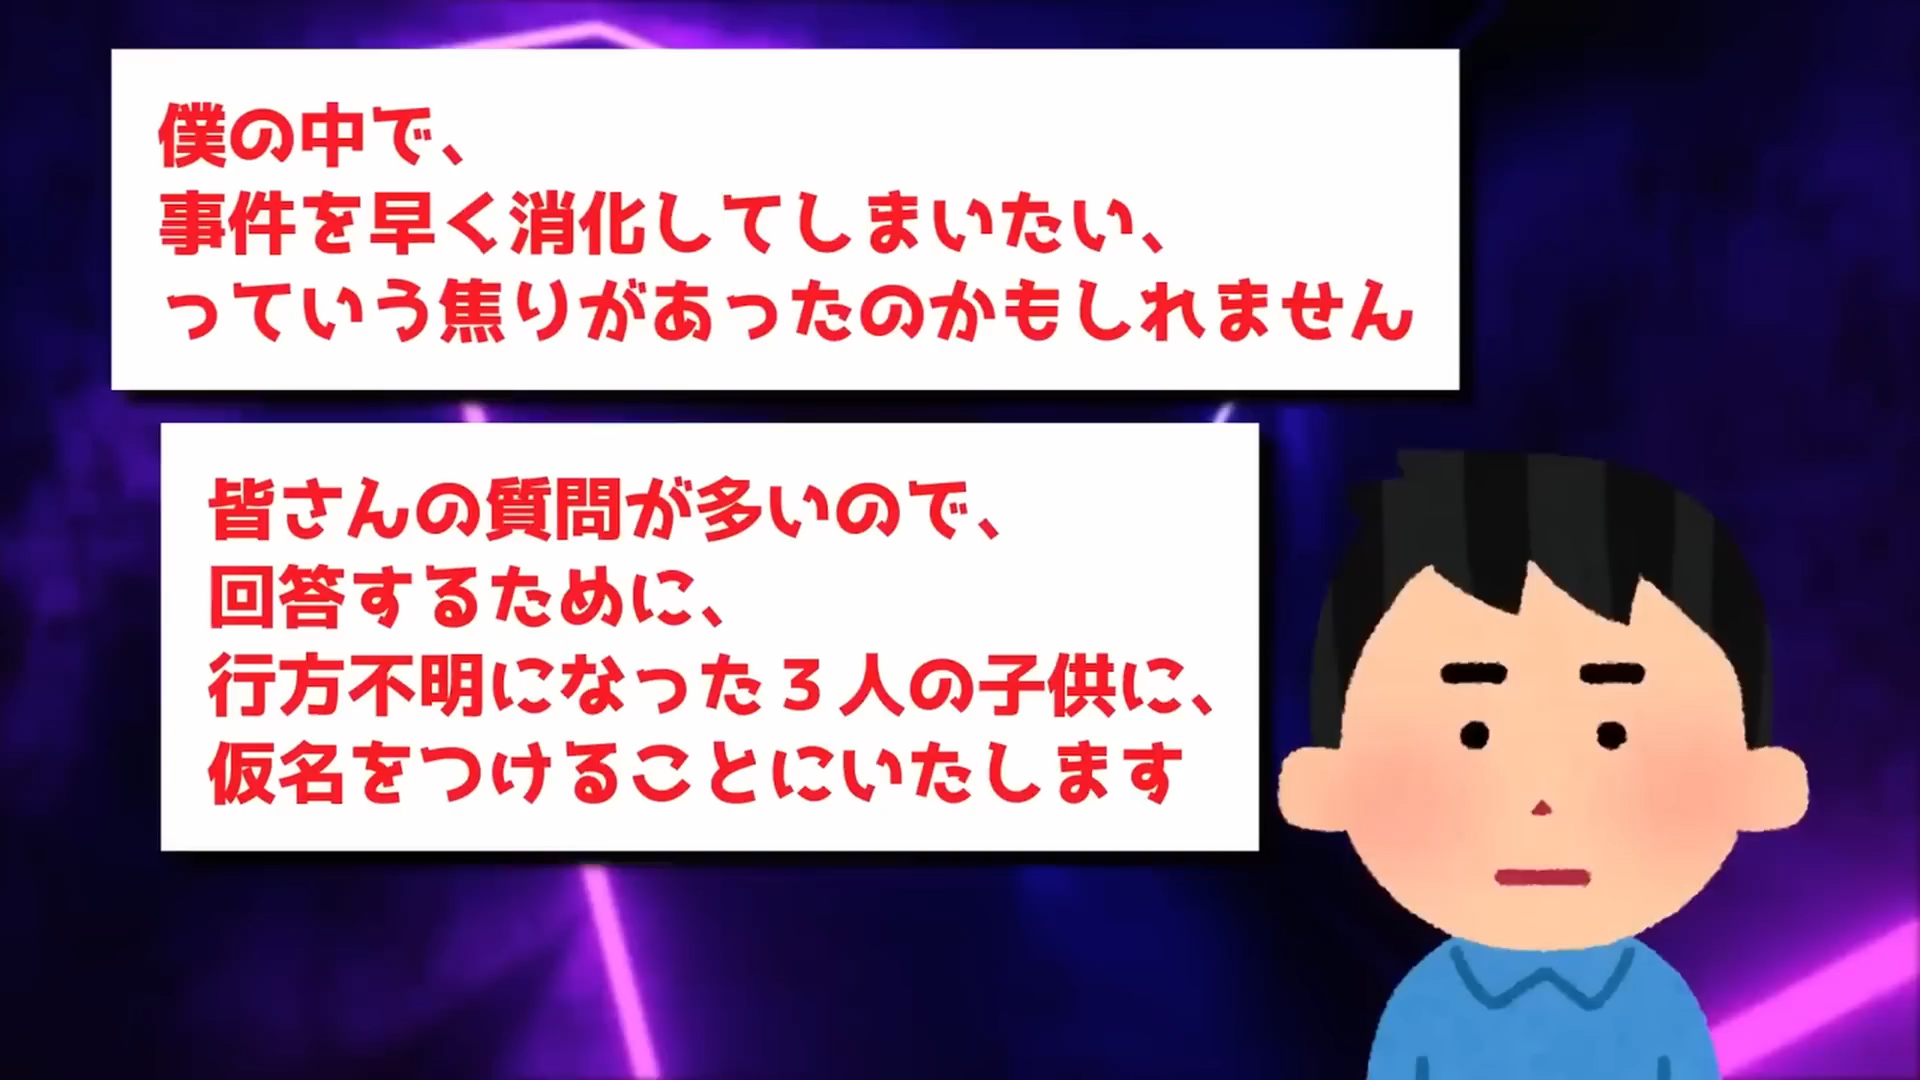 僕の中で、
事件を早く消化してしまいたい、
っていう焦りがあったのかもしれません
皆さんの質問が多いので、
回答するために、
行方不明になった３人の子供に、
仮名をつけることにいたします